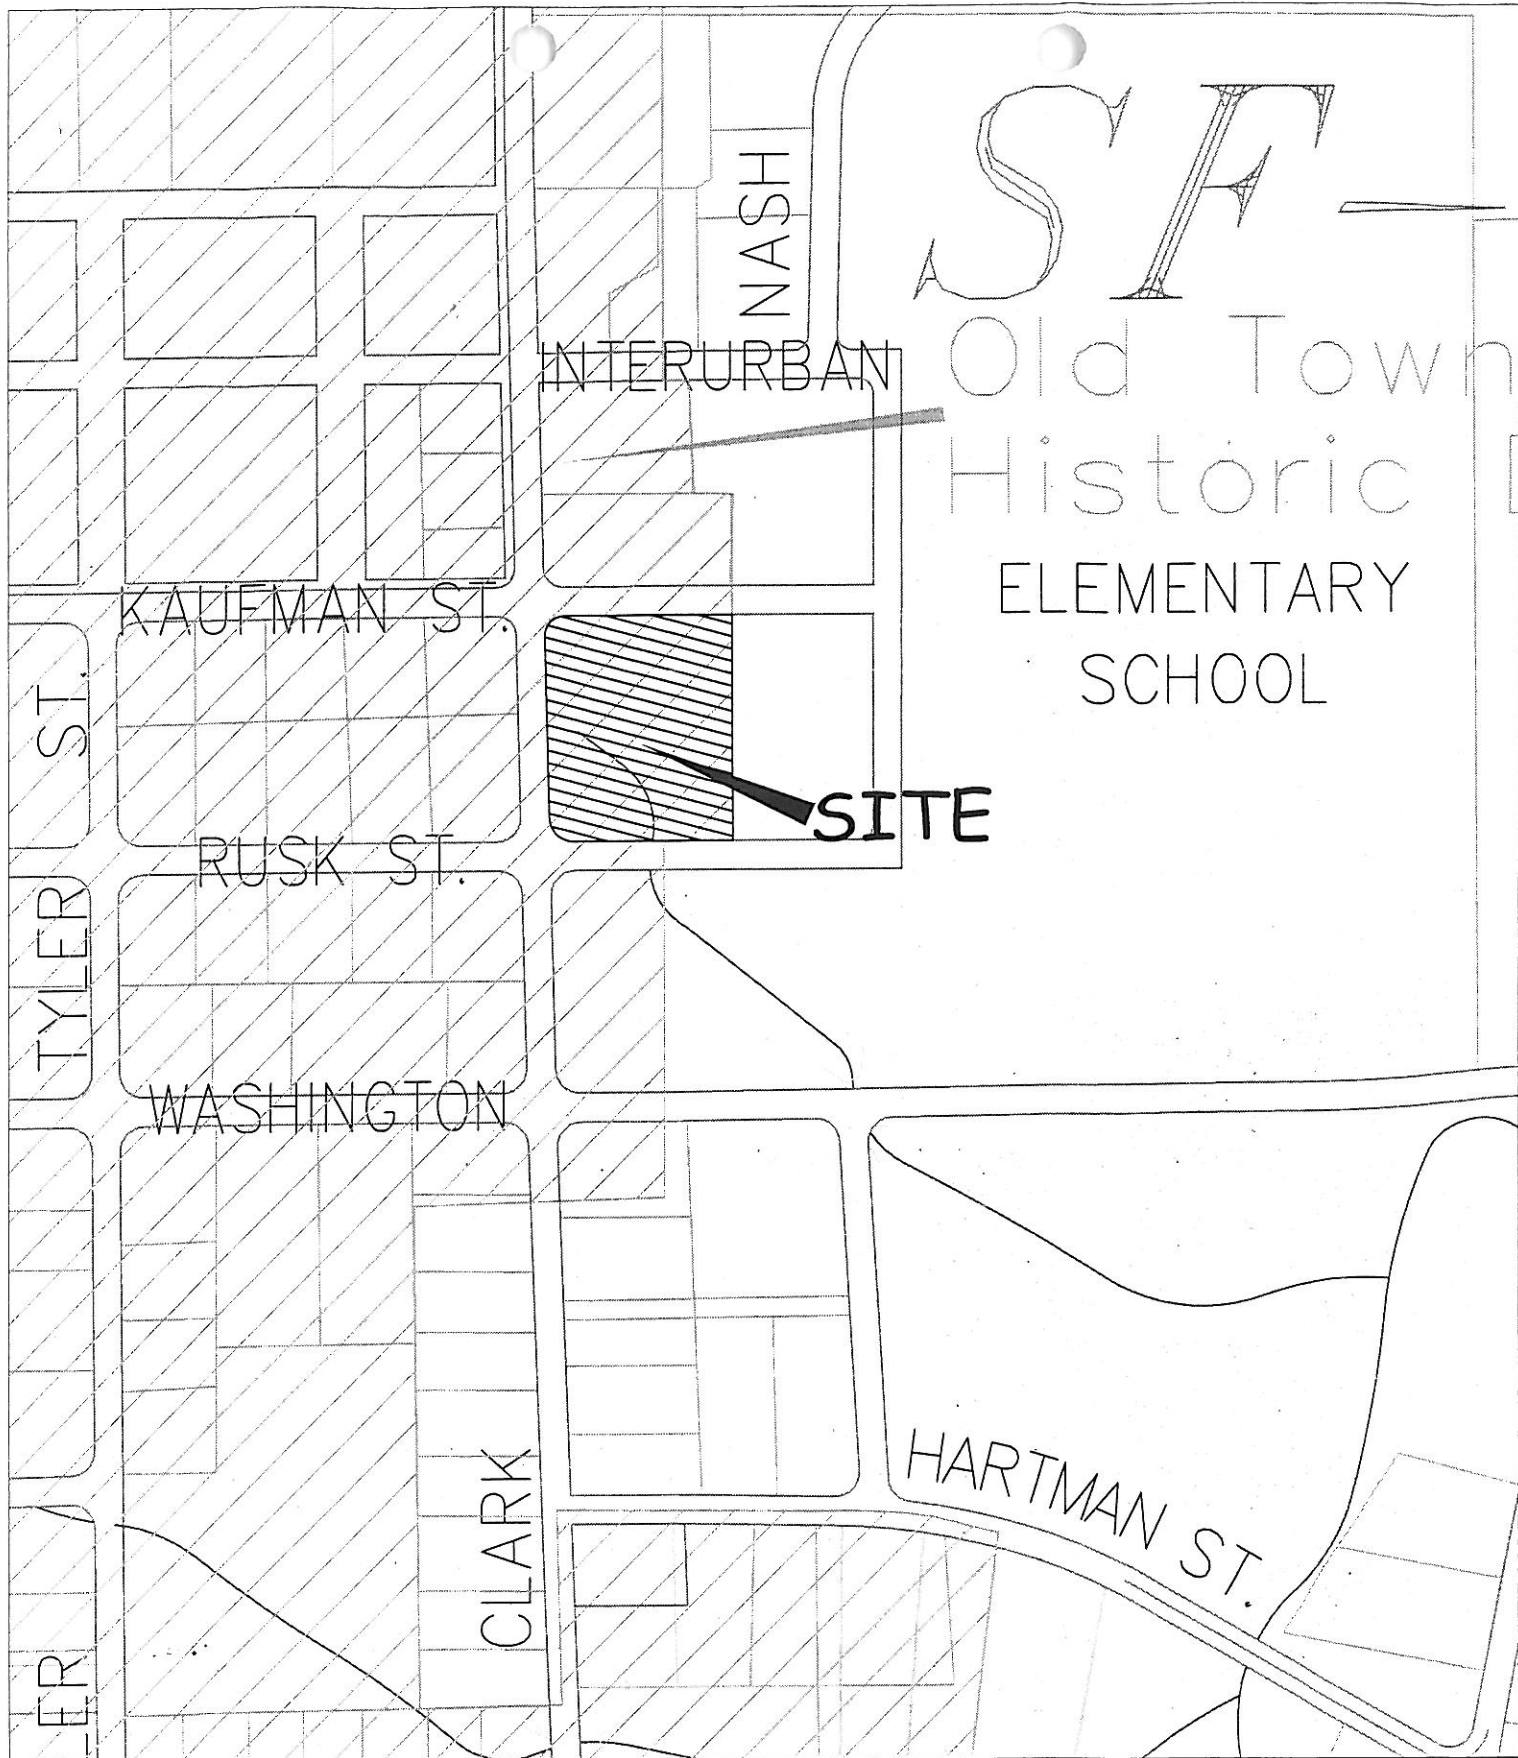 SF
NASH
INTERURBAN
Old Town
Historic
ELEMENTARY
SCHOOL
KAUFMAN ST.
ST.
SITE
RUSK ST.
TYLER
WASHINGTON
HARTMAN ST.
CLARK
LER